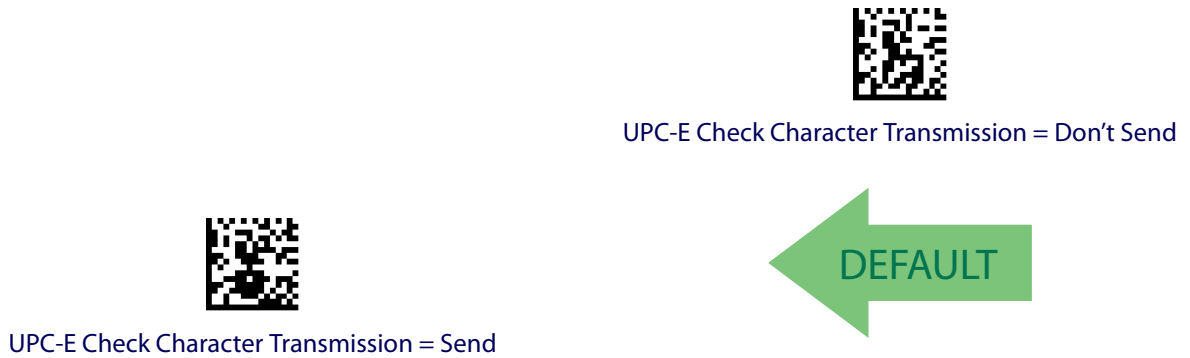 UPC-E Check Character Transmission = Don’t Send
DEFAULT
UPC-E Check Character Transmission = Send